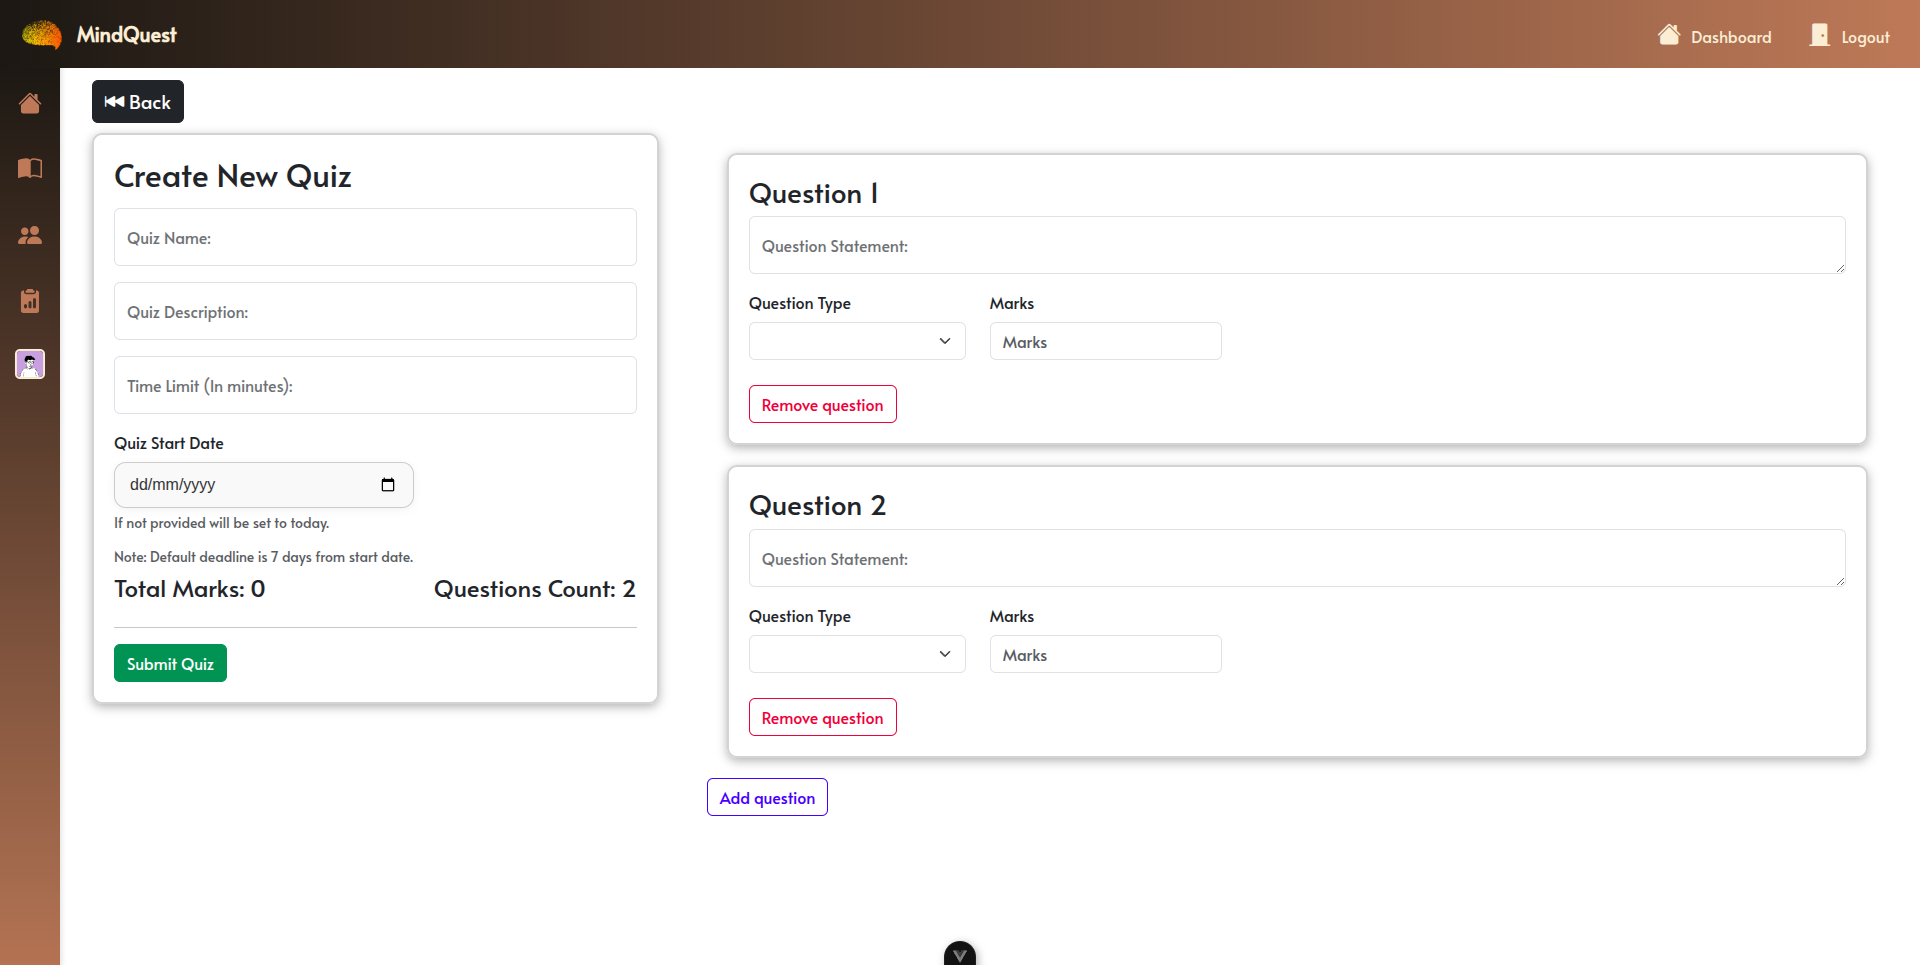 MindQuest
Dashboard
Logout
Back
Create New Quiz
Quiz Name:
Quiz Description:
Time Limit (In minutes):
Quiz Start Date
dd/mm/yyyy
If not provided will be set to today.
Note: Default deadline is 7 days from start date.
Total Marks: 0
Questions Count: 2
Submit Quiz
Question 1
Question Statement:
Question Type
Marks
Marks
Remove question
Question 2
Question Statement:
Question Type
Marks
Marks
Remove question
Add question